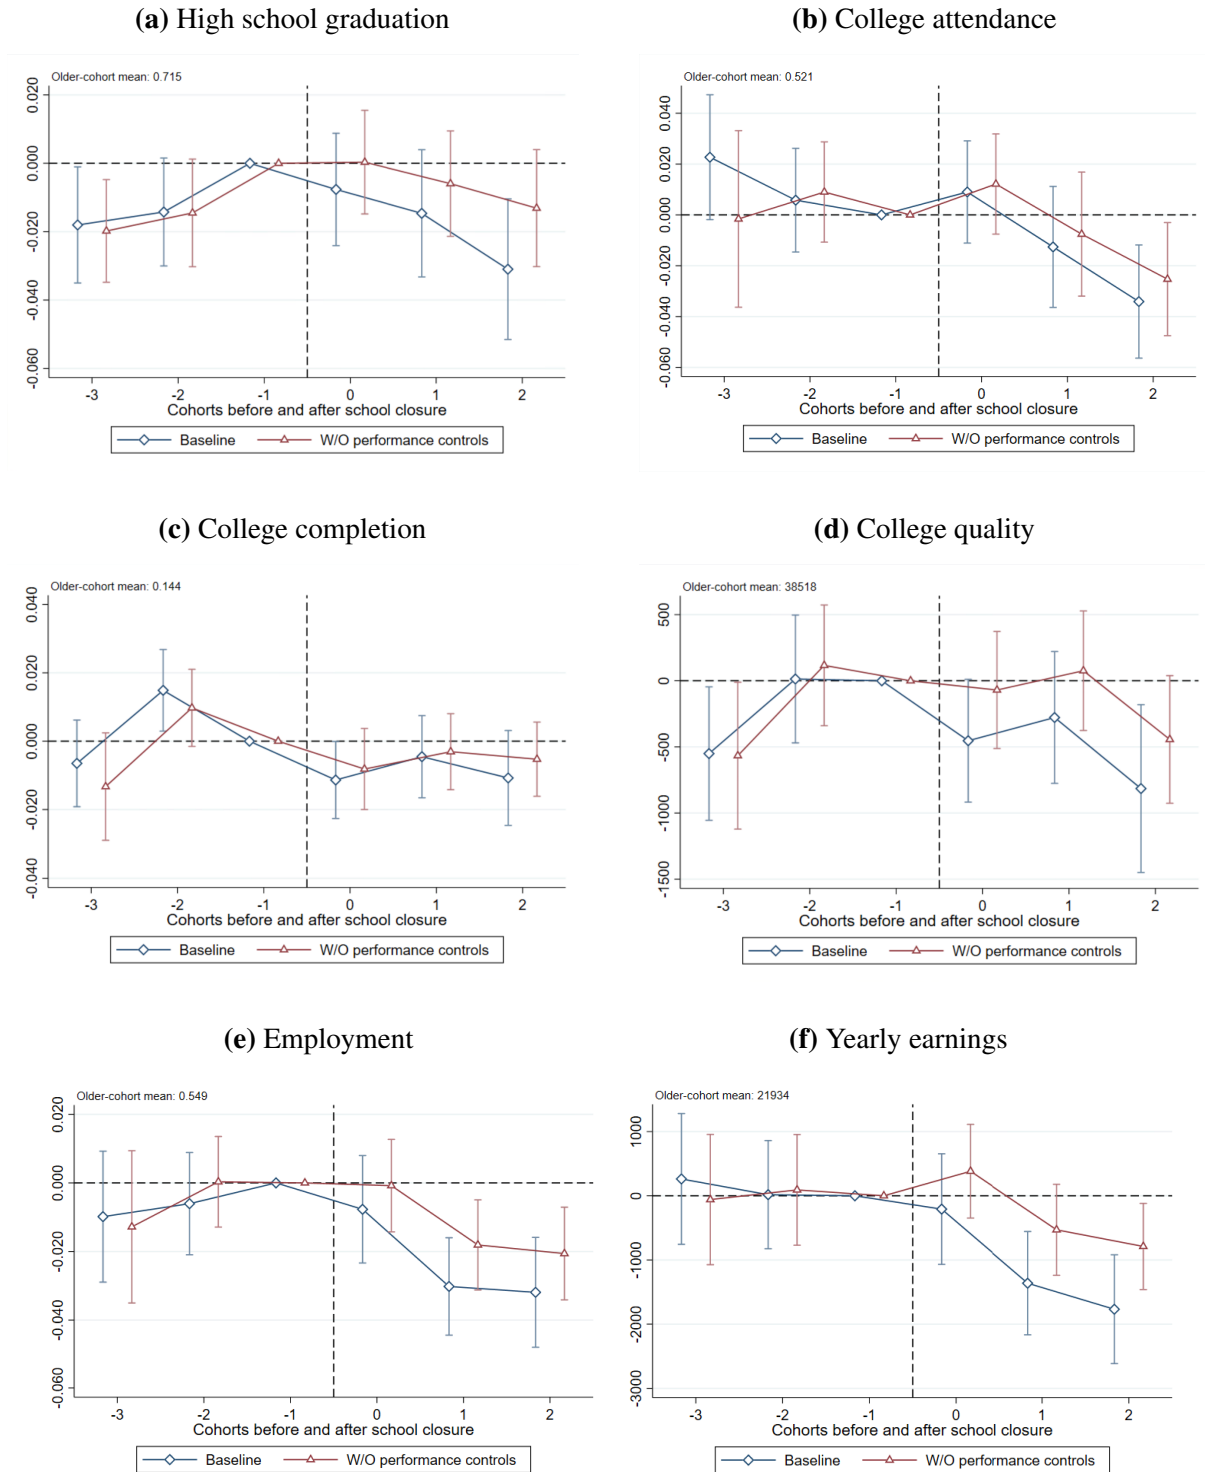 (a) High school graduation
Older-cohort mean: 0.715
0.020
0.000
-0.020
-0.040
-0.060
-3 -2 -1 0 1 2
Cohorts before and after school closure
Baseline W/O performance controls
(b) College attendance
Older-cohort mean: 0.521
0.040
0.020
0.000
-0.020
-0.040
-0.060
-3 -2 -1 0 1 2
Cohorts before and after school closure
Baseline W/O performance controls
(c) College completion
Older-cohort mean: 0.144
0.040
0.020
0.000
-0.020
-0.040
-3 -2 -1 0 1 2
Cohorts before and after school closure
Baseline W/O performance controls
(d) College quality
Older-cohort mean: 38518
500
0
-500
-1000
-1500
-3 -2 -1 0 1 2
Cohorts before and after school closure
Baseline W/O performance controls
(e) Employment
Older-cohort mean: 0.549
0.020
0.000
-0.020
-0.040
-0.060
-3 -2 -1 0 1 2
Cohorts before and after school closure
Baseline W/O performance controls
(f) Yearly earnings
Older-cohort mean: 21934
1000
0
-1000
-2000
-3000
-3 -2 -1 0 1 2
Cohorts before and after school closure
Baseline W/O performance controls